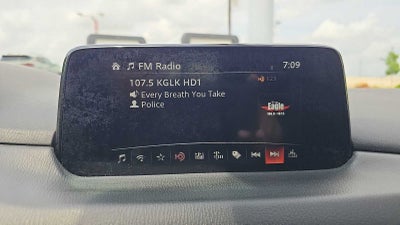 FM Radio 7:09
107.5 KGLK HD1
Every Breath You Take
Police
Eagle